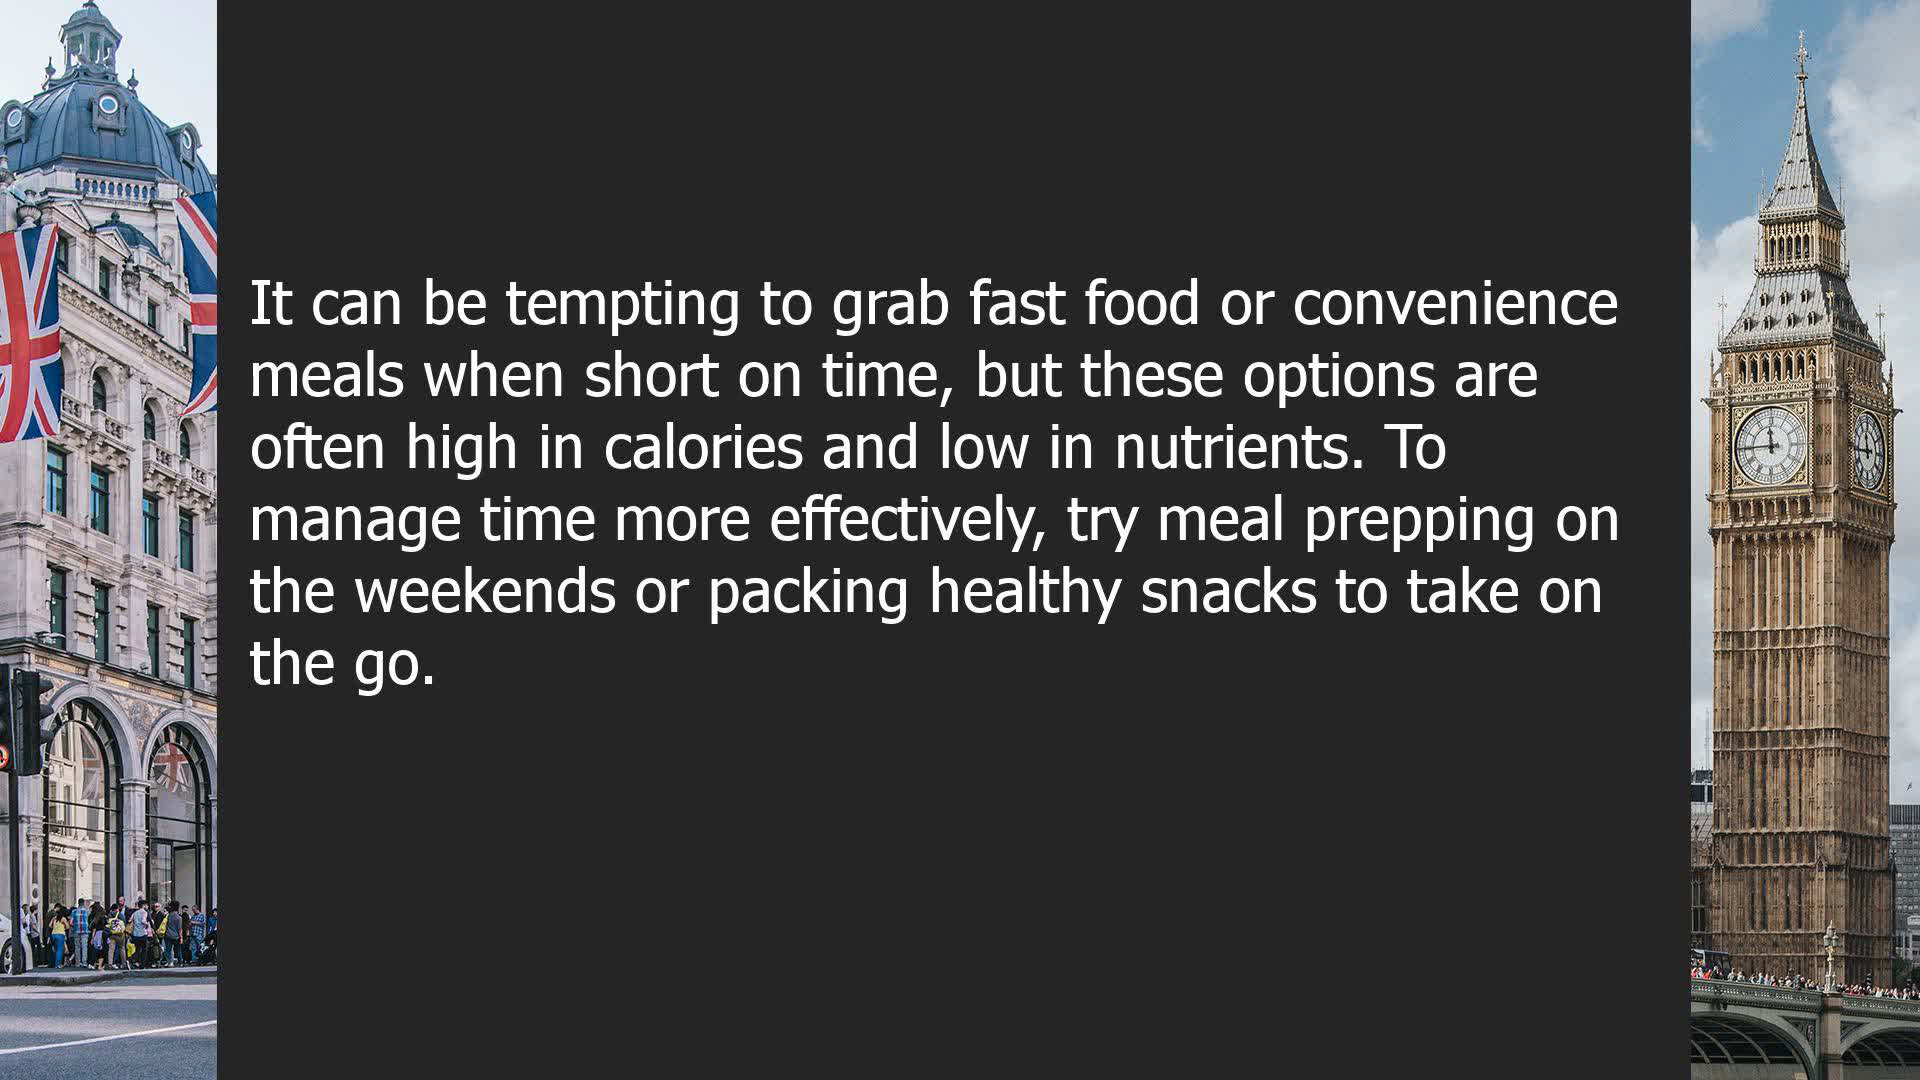 It can be tempting to grab fast food or convenience
meals when short on time, but these options are
often high in calories and low in nutrients. To
manage time more effectively, try meal prepping on
the weekends or packing healthy snacks to take on
the go.